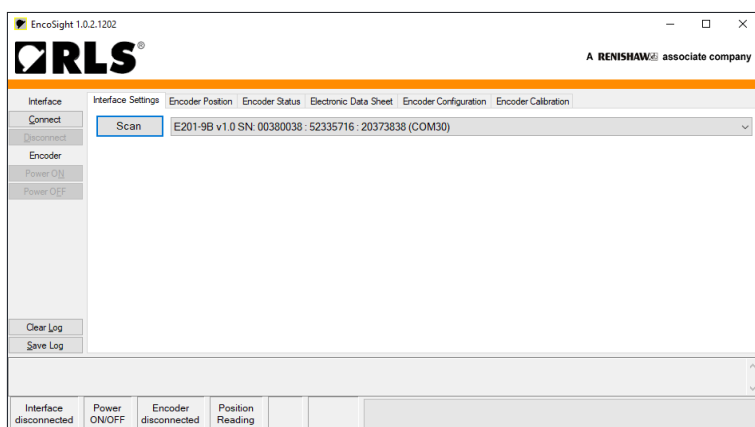 EncoSight 1.0.2.1202
RLS®
A RENISHAW associate company
Interface
Interface Settings Encoder Position Encoder Status Electronic Data Sheet Encoder Configuration Encoder Calibration
Connect
Scan E201-9B v1.0 SN: 00380038 : 52335716 : 20373838 (COM30)
Disconnect
Encoder
Power ON
Power OFF
Clear Log
Save Log
Interface disconnected
Power ON/OFF
Encoder disconnected
Position Reading